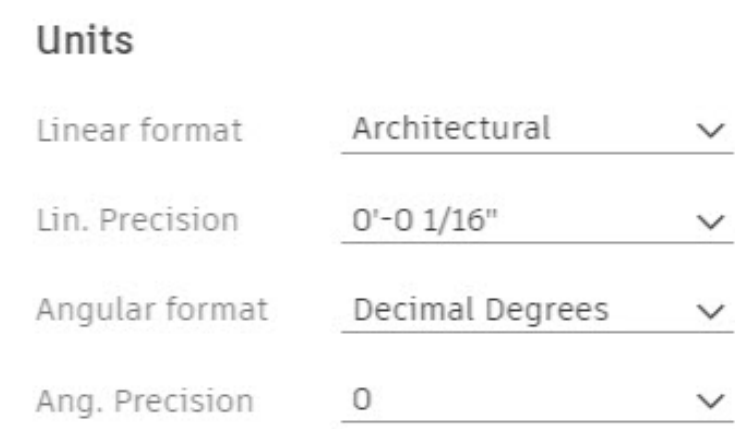 Units
Linear format Architectural
Lin. Precision 0'-0 1/16"
Angular format Decimal Degrees
Ang. Precision 0